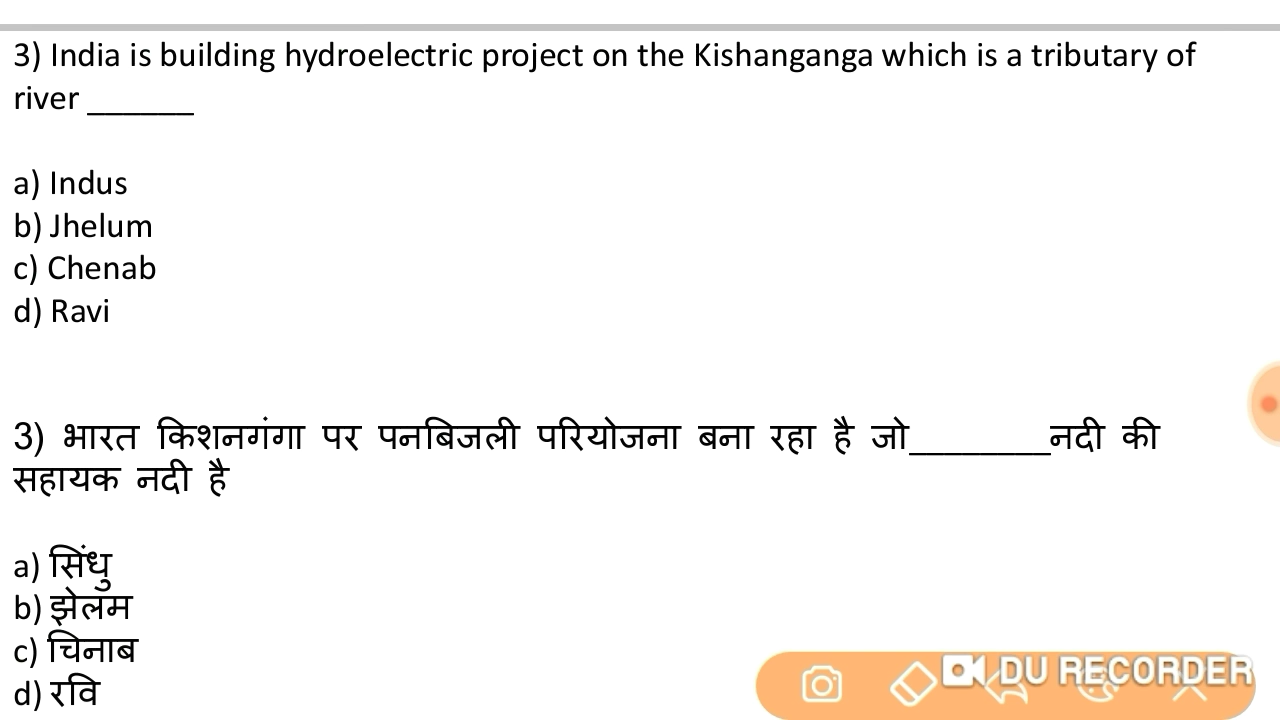 3) India is building hydroelectric project on the Kishanganga which is a tributary of
river ______
a) Indus
b) Jhelum
c) Chenab
d) Ravi
3) भारत किशनगंगा पर पनबिजली परियोजना बना रहा है जो________नदी की
सहायक नदी है
a) सिंधु
b) झेलम
c) चिनाब
d) रवि
DU RECORDER